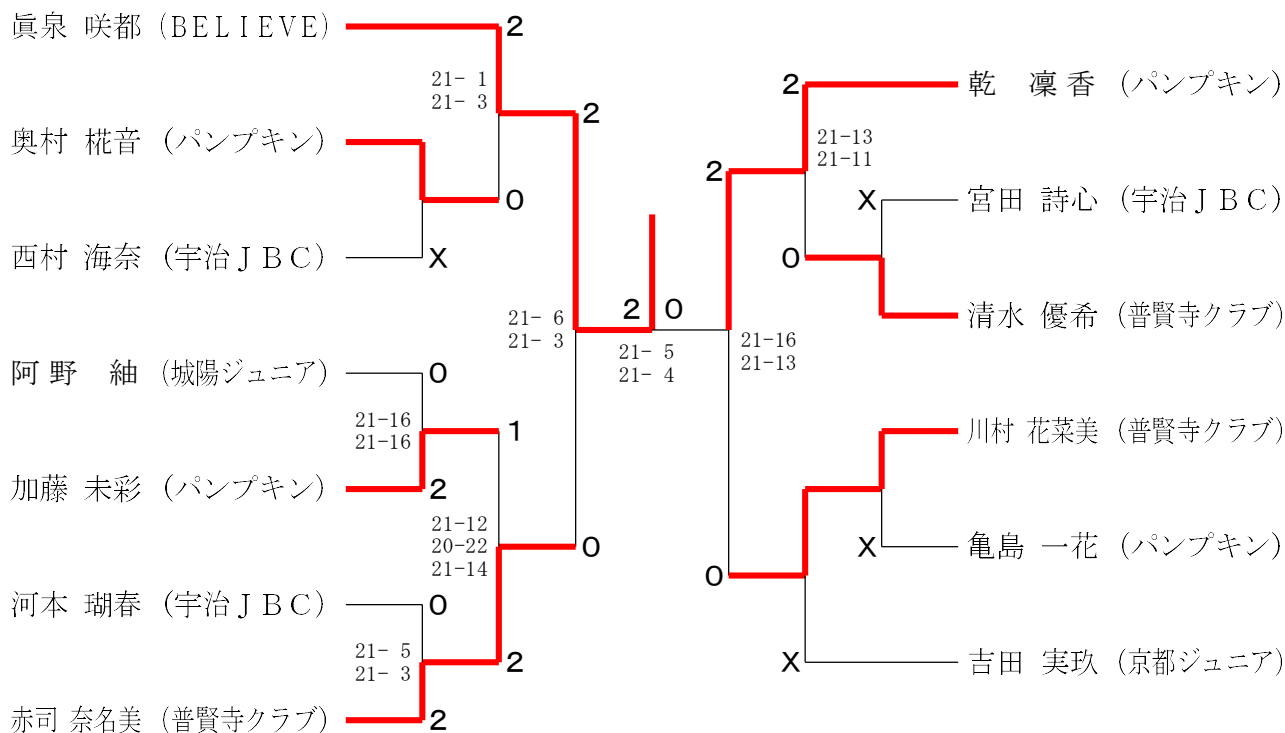 眞泉 咲都 (BELIEVE)
2
21- 1
21- 3
2
奥村 椛音 (パンプキン)
0
西村 海奈 (宇治ＪＢＣ)
X
21- 6
21- 3
阿野 紬 (城陽ジュニア)
0
21-16
21-16
1
加藤 未彩 (パンプキン)
2
21-12
20-22
21-14
0
河本 瑚春 (宇治ＪＢＣ)
0
21- 5
21- 3
2
赤司 奈名美 (普賢寺クラブ)
2
2 0
21- 5
21- 4
2
乾 凜香 (パンプキン)
21-13
21-11
2
X
宮田 詩心 (宇治ＪＢＣ)
0
清水 優希 (普賢寺クラブ)
21-16
21-13
川村 花菜美 (普賢寺クラブ)
X
亀島 一花 (パンプキン)
0
X
吉田 実玖 (京都ジュニア)